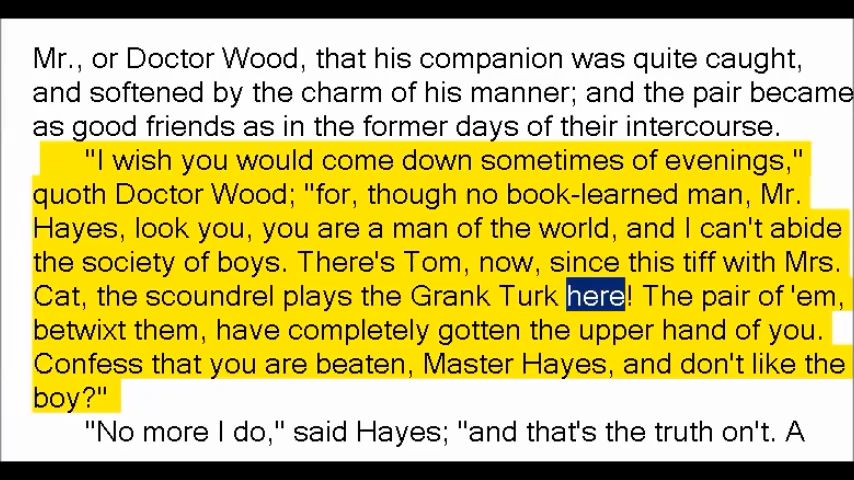 Mr., or Doctor Wood, that his companion was quite caught,
and softened by the charm of his manner; and the pair became
as good friends as in the former days of their intercourse.
"I wish you would come down sometimes of evenings,"
quoth Doctor Wood; "for, though no book-learned man, Mr.
Hayes, look you, you are a man of the world, and I can't abide
the society of boys. There's Tom, now, since this tiff with Mrs.
Cat, the scoundrel plays the Grank Turk here! The pair of 'em,
betwixt them, have completely gotten the upper hand of you.
Confess that you are beaten, Master Hayes, and don't like the
boy?"
"No more I do," said Hayes; "and that's the truth on't. A